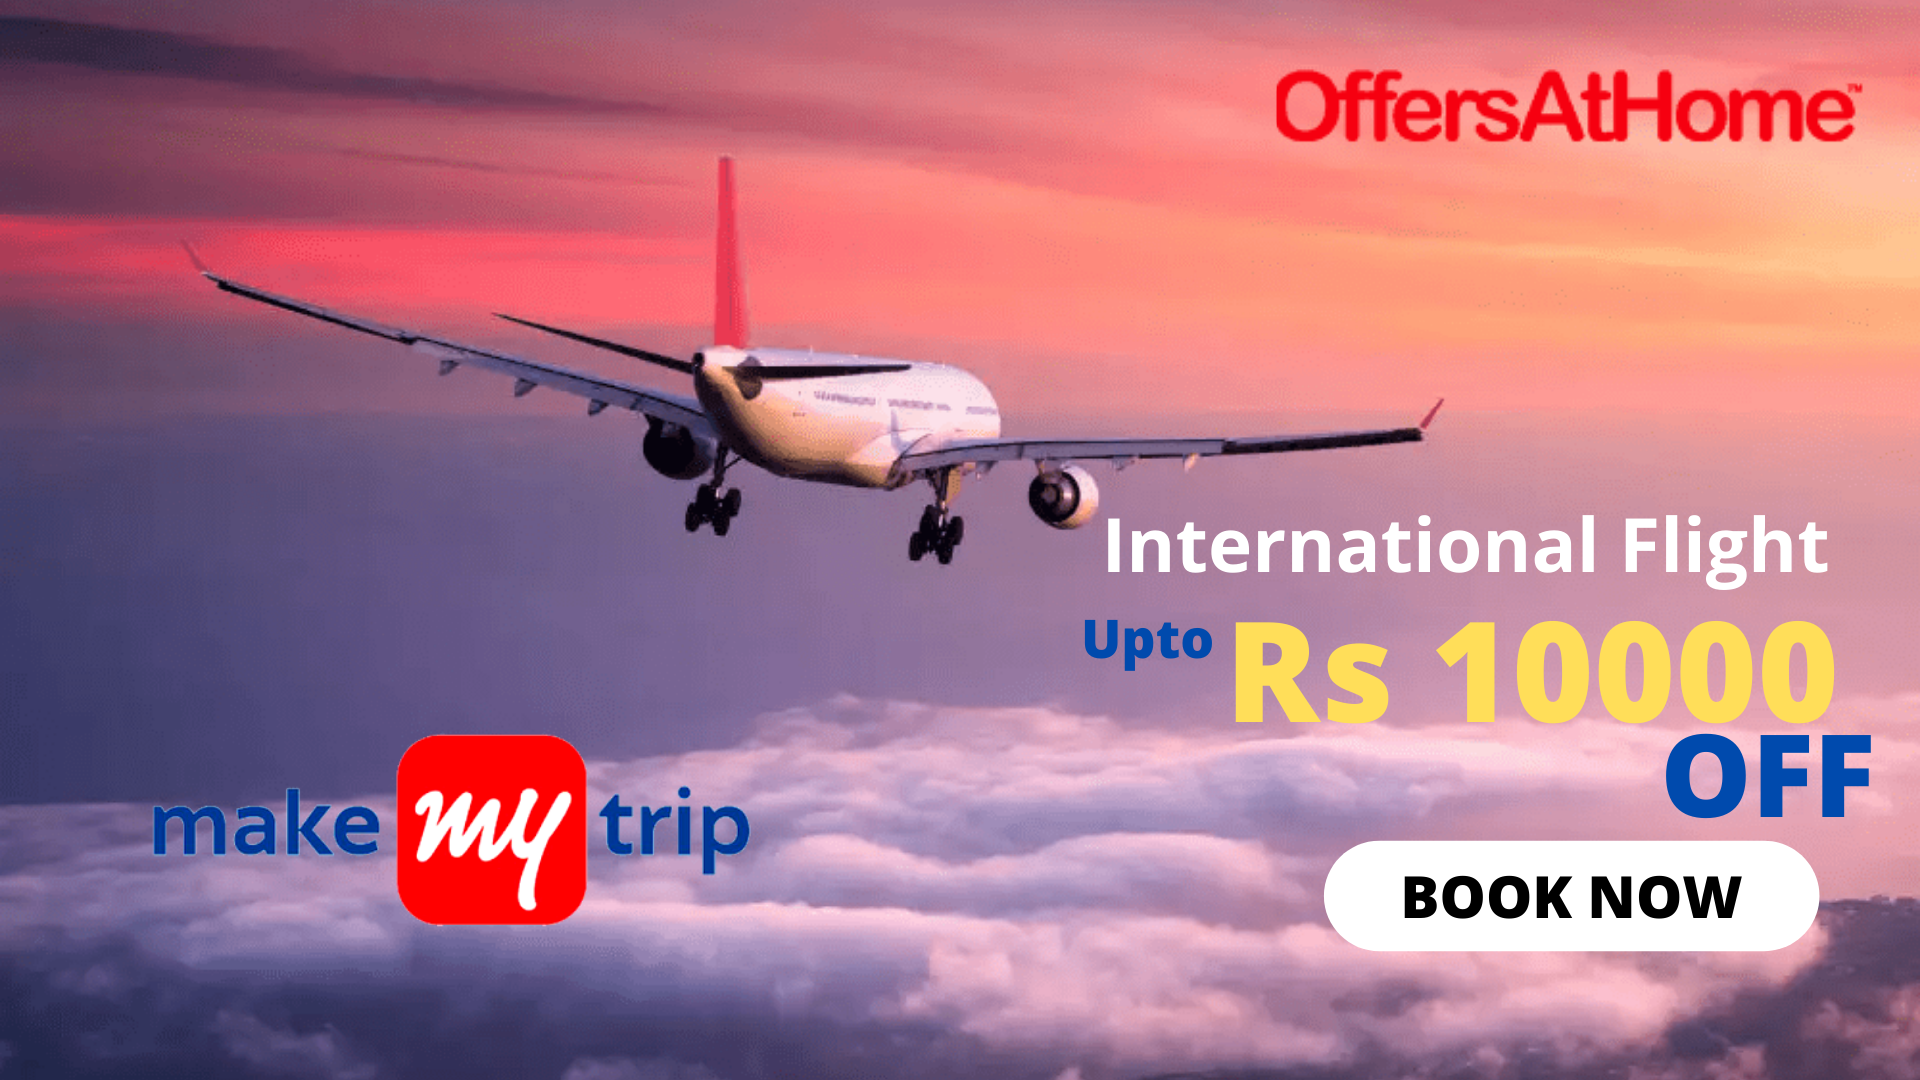 OffersAtHome™
International Flight
Upto Rs 10000
OFF
make my trip
BOOK NOW